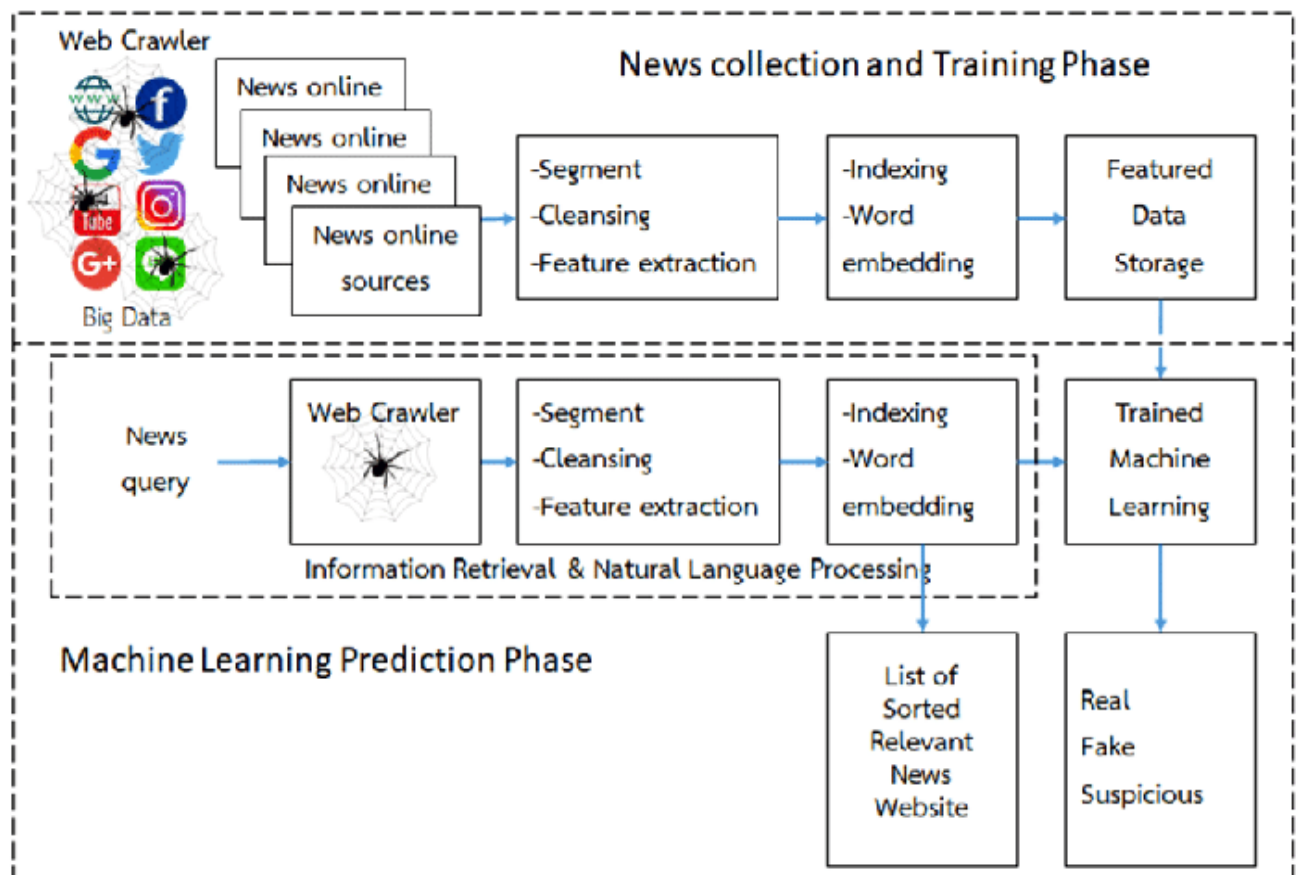 Web Crawler
News collection and Training Phase
www
f
G
Tube
G+
Big Data
News online
News online
News online
News online
sources
-Segment
-Cleansing
-Feature extraction
-Indexing
-Word
embedding
Featured
Data
Storage
News
query
Web Crawler
-Segment
-Cleansing
-Feature extraction
-Indexing
-Word
embedding
Trained
Machine
Learning
Information Retrieval & Natural Language Processing
Machine Learning Prediction Phase
List of
Sorted
Relevant
News
Website
Real
Fake
Suspicious